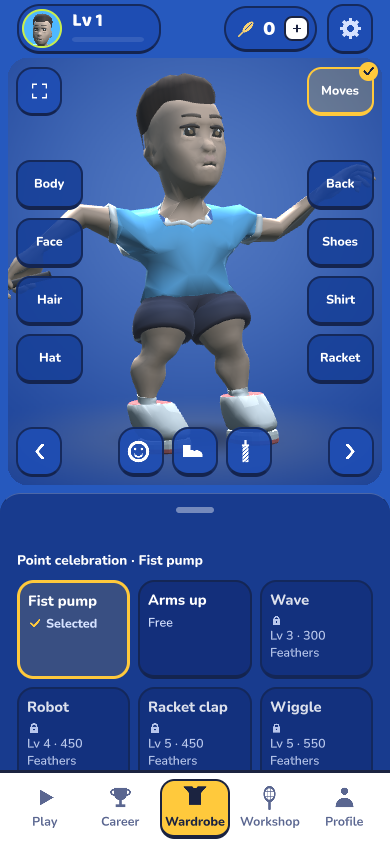 Lv 1
0
+
Moves
Body
Back
Face
Shoes
Hair
Shirt
Hat
Racket
Point celebration · Fist pump
Fist pump
Selected
Arms up
Free
Wave
Lv 3 · 300
Feathers
Robot
Lv 4 · 450
Feathers
Racket clap
Lv 5 · 450
Feathers
Wiggle
Lv 5 · 550
Feathers
Play
Career
Wardrobe
Workshop
Profile